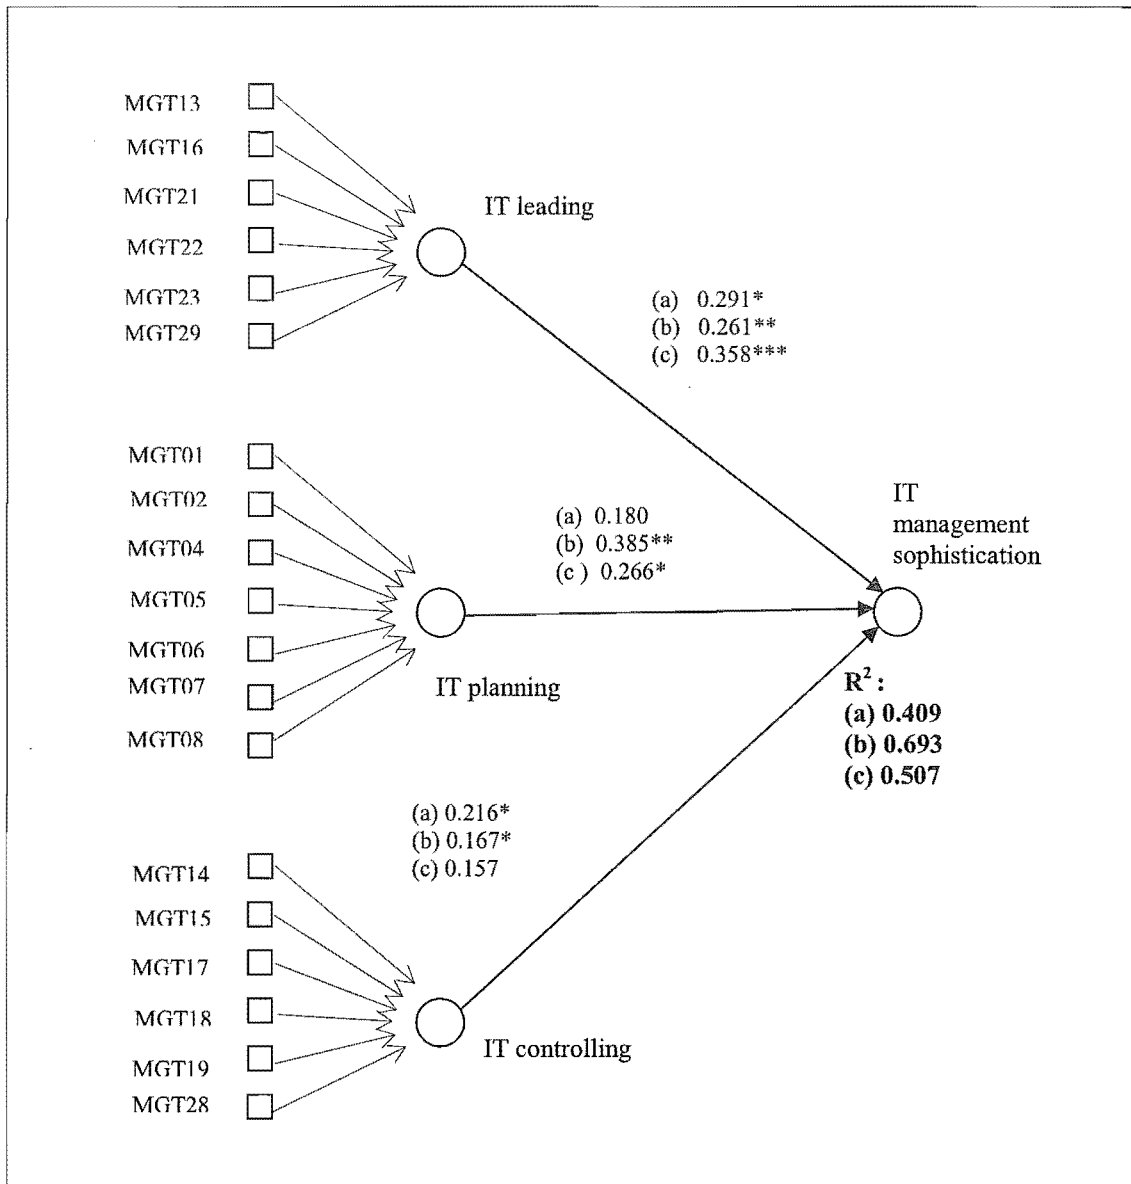 MGT13
MGT16
MGT21
MGT22
MGT23
MGT29
IT leading
(a) 0.291*
(b) 0.261**
(c) 0.358***
MGT01
MGT02
MGT04
MGT05
MGT06
MGT07
MGT08
IT planning
(a) 0.180
(b) 0.385**
(c ) 0.266*
IT
management
sophistication
R² :
(a) 0.409
(b) 0.693
(c) 0.507
(a) 0.216*
(b) 0.167*
(c) 0.157
MGT14
MGT15
MGT17
MGT18
MGT19
MGT28
IT controlling